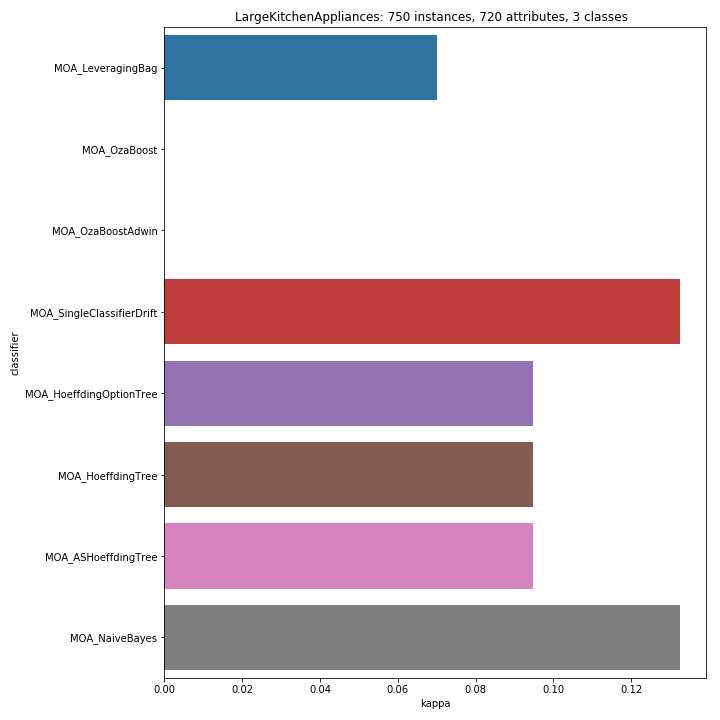 LargeKitchenAppliances: 750 instances, 720 attributes, 3 classes
MOA_LeveragingBag
MOA_OzaBoost
MOA_OzaBoostAdwin
MOA_SingleClassifierDrift
MOA_HoeffdingOptionTree
MOA_HoeffdingTree
MOA_ASHoeffdingTree
MOA_NaiveBayes
classifier
0.00 0.02 0.04 0.06 0.08 0.10 0.12
kappa